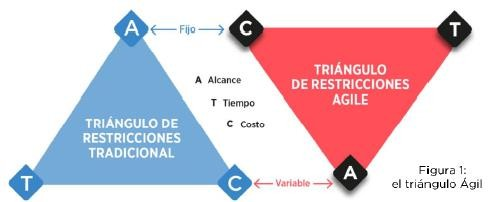 A
Fijo
C
T
A Alcance
T Tiempo
C Costo
TRIÁNGULO DE
RESTRICCIONES
TRADICIONAL
TRIÁNGULO
DE RESTRICCIONES
AGILE
T
C
Variable
A
Figura 1:
el triángulo Ágil